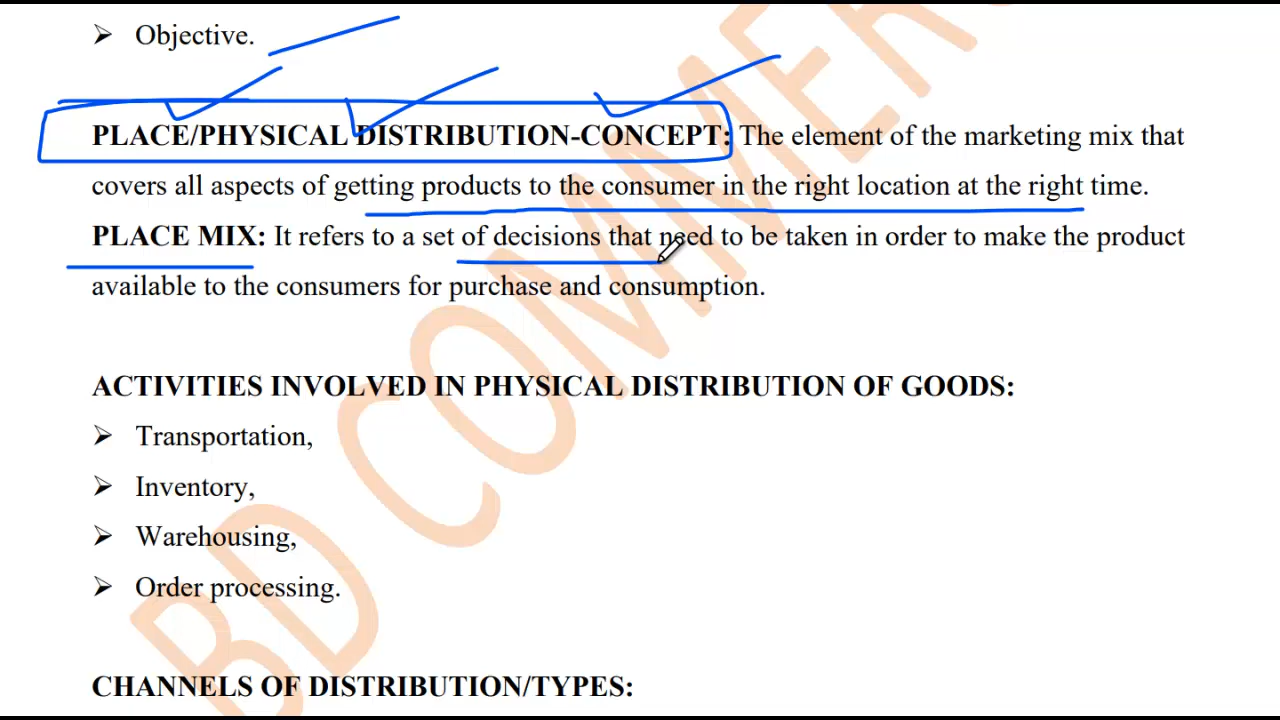 ➢ Objective.
PLACE/PHYSICAL DISTRIBUTION-CONCEPT: The element of the marketing mix that
covers all aspects of getting products to the consumer in the right location at the right time.
PLACE MIX: It refers to a set of decisions that need to be taken in order to make the product
available to the consumers for purchase and consumption.
ACTIVITIES INVOLVED IN PHYSICAL DISTRIBUTION OF GOODS:
➢ Transportation,
➢ Inventory,
➢ Warehousing,
➢ Order processing.
CHANNELS OF DISTRIBUTION/TYPES:
BD COMMER